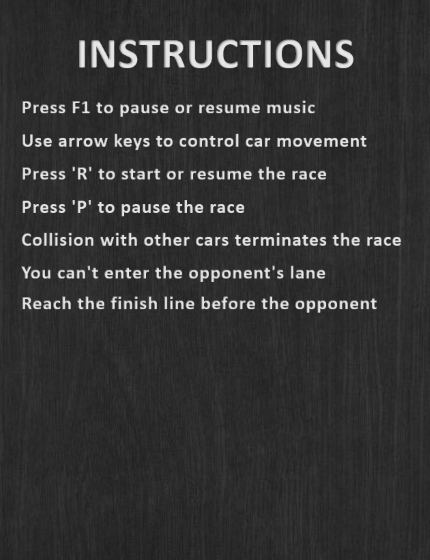 INSTRUCTIONS
Press F1 to pause or resume music
Use arrow keys to control car movement
Press 'R' to start or resume the race
Press 'P' to pause the race
Collision with other cars terminates the race
You can't enter the opponent's lane
Reach the finish line before the opponent